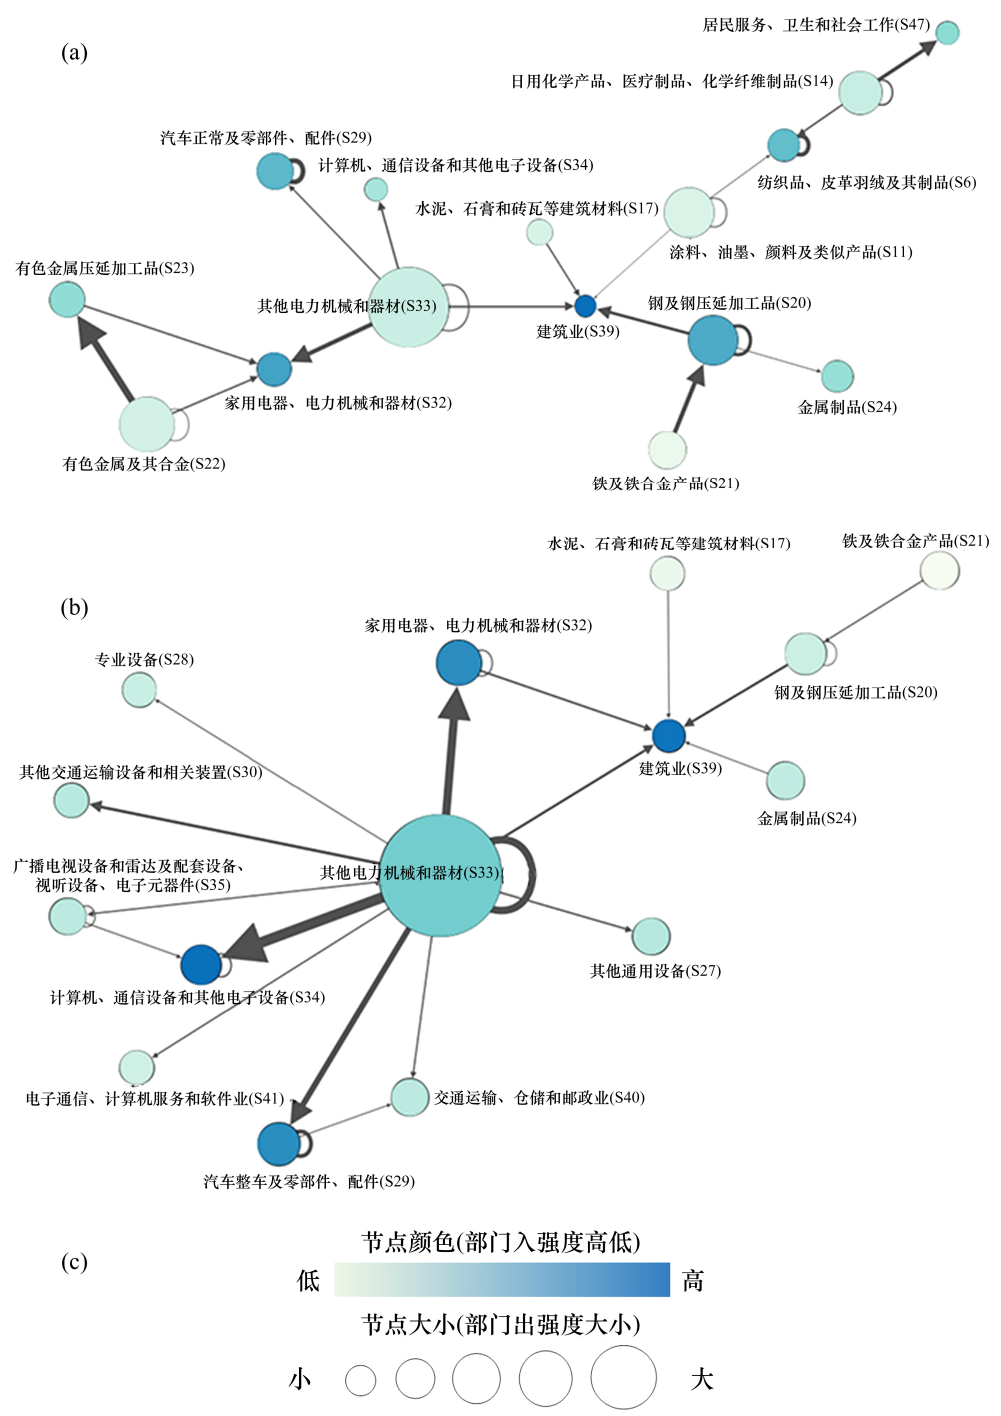 (a)
居民服务、卫生和社会工作(S47)
日用化学产品、医疗制品、化学纤维制品(S14)
汽车正常及零部件、配件(S29)
计算机、通信设备和其他电子设备(S34)
纺织品、皮革羽绒及其制品(S6)
水泥、石膏和砖瓦等建筑材料(S17)
涂料、油墨、颜料及类似产品(S11)
有色金属压延加工品(S23)
其他电力机械和器材(S33)
钢及钢压延加工品(S20)
建筑业(S39)
家用电器、电力机械和器材(S32)
金属制品(S24)
有色金属及其合金(S22)
铁及铁合金产品(S21)
(b)
水泥、石膏和砖瓦等建筑材料(S17)
铁及铁合金产品(S21)
家用电器、电力机械和器材(S32)
专业设备(S28)
钢及钢压延加工品(S20)
其他交通运输设备和相关装置(S30)
建筑业(S39)
金属制品(S24)
广播电视设备和雷达及配套设备、
视听设备、电子元器件(S35)
其他电力机械和器材(S33)
其他通用设备(S27)
计算机、通信设备和其他电子设备(S34)
电子通信、计算机服务和软件业(S41)
交通运输、仓储和邮政业(S40)
汽车整车及零部件、配件(S29)
(c)
节点颜色(部门入强度高低)
低 高
节点大小(部门出强度大小)
小 大